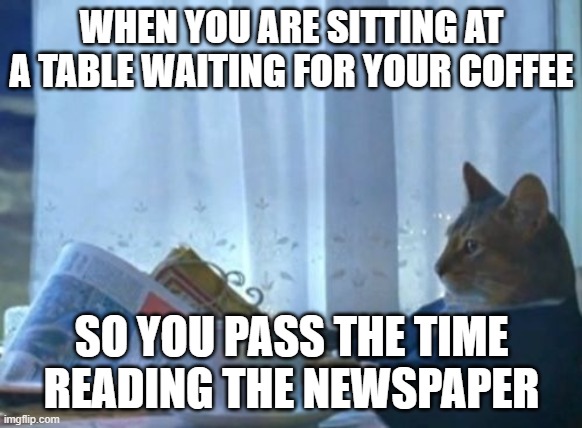 WHEN YOU ARE SITTING AT
A TABLE WAITING FOR YOUR COFFEE
SO YOU PASS THE TIME
READING THE NEWSPAPER
imgflip.com